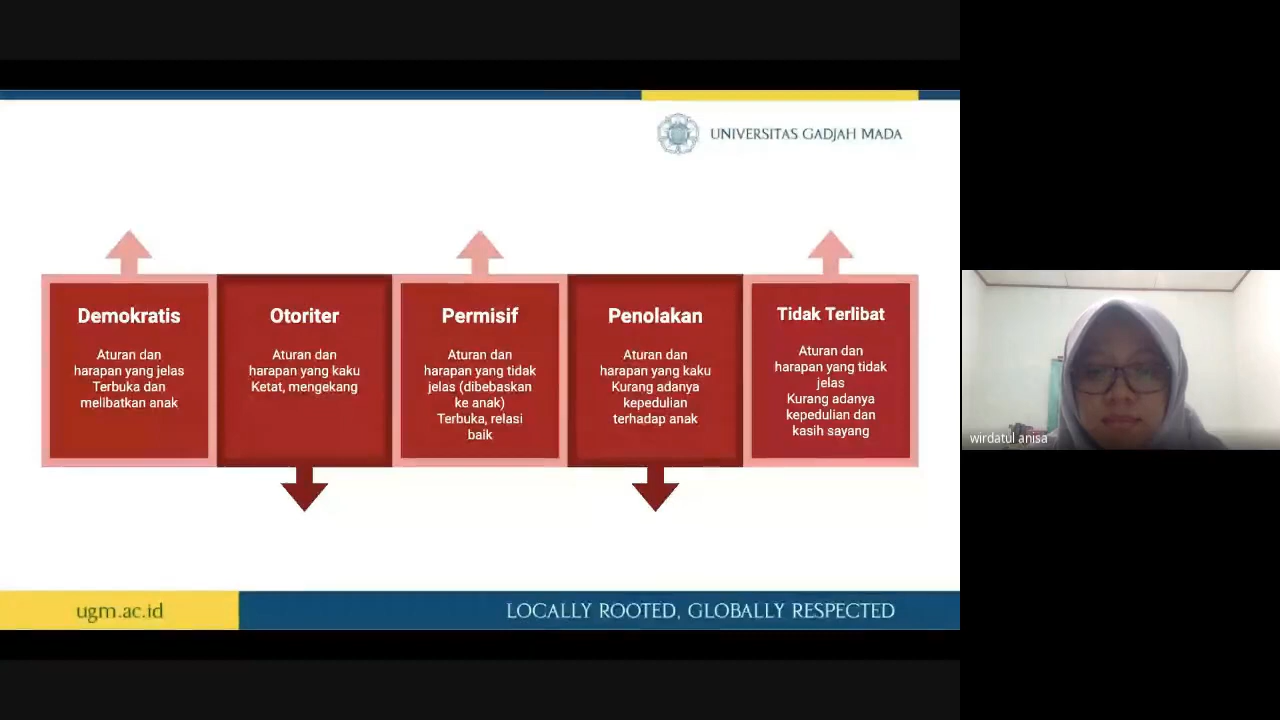 UNIVERSITAS GADJAH MADA
Demokratis
Aturan dan
harapan yang jelas
Terbuka dan
melibatkan anak
Otoriter
Aturan dan
harapan yang kaku
Ketat, mengekang
Permisif
Aturan dan
harapan yang tidak
jelas (dibebaskan
ke anak)
Terbuka, relasi
baik
Penolakan
Aturan dan
harapan yang kaku
Kurang adanya
kepedulian
terhadap anak
Tidak Terlibat
Aturan dan
harapan yang tidak
jelas
Kurang adanya
kepedulian dan
kasih sayang
wirdatul anisa
ugm.ac.id
LOCALLY ROOTED, GLOBALLY RESPECTED